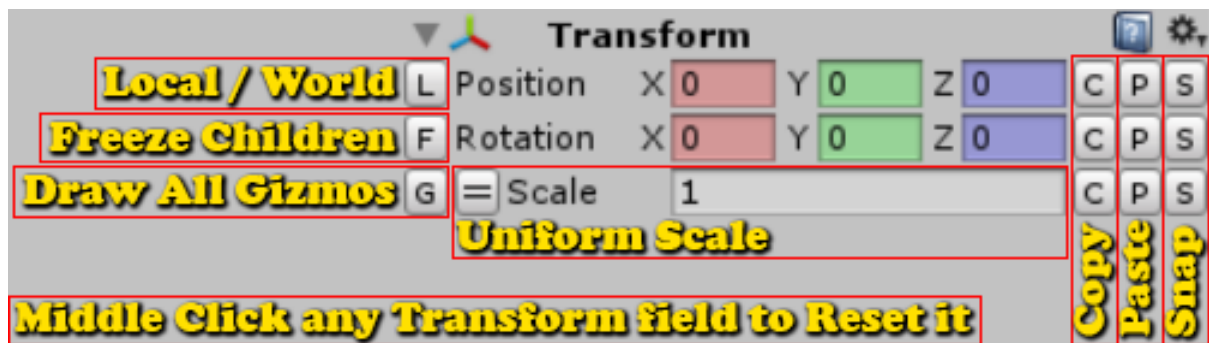 Transform
Local / World L Position X 0 Y 0 Z 0 C P S
Freeze Children F Rotation X 0 Y 0 Z 0 C P S
Draw All Gizmos G = Scale 1 C P S
Uniform Scale
Copy
Paste
Snap
Middle Click any Transform field to Reset it